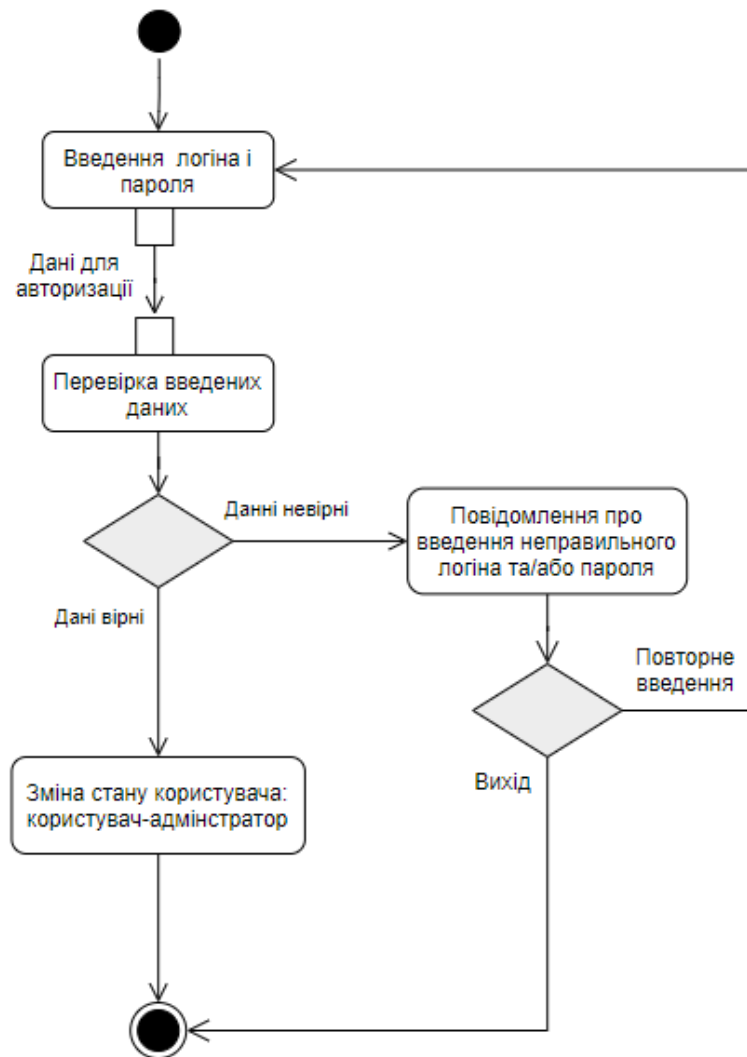 Введення логіна і
пароля
Дані для
авторизації
Перевірка введених
даних
Данні невірні
Повідомлення про
введення неправильного
логіна та/або пароля
Дані вірні
Повторне
введення
Вихід
Зміна стану користувача:
користувач-адмінстратор